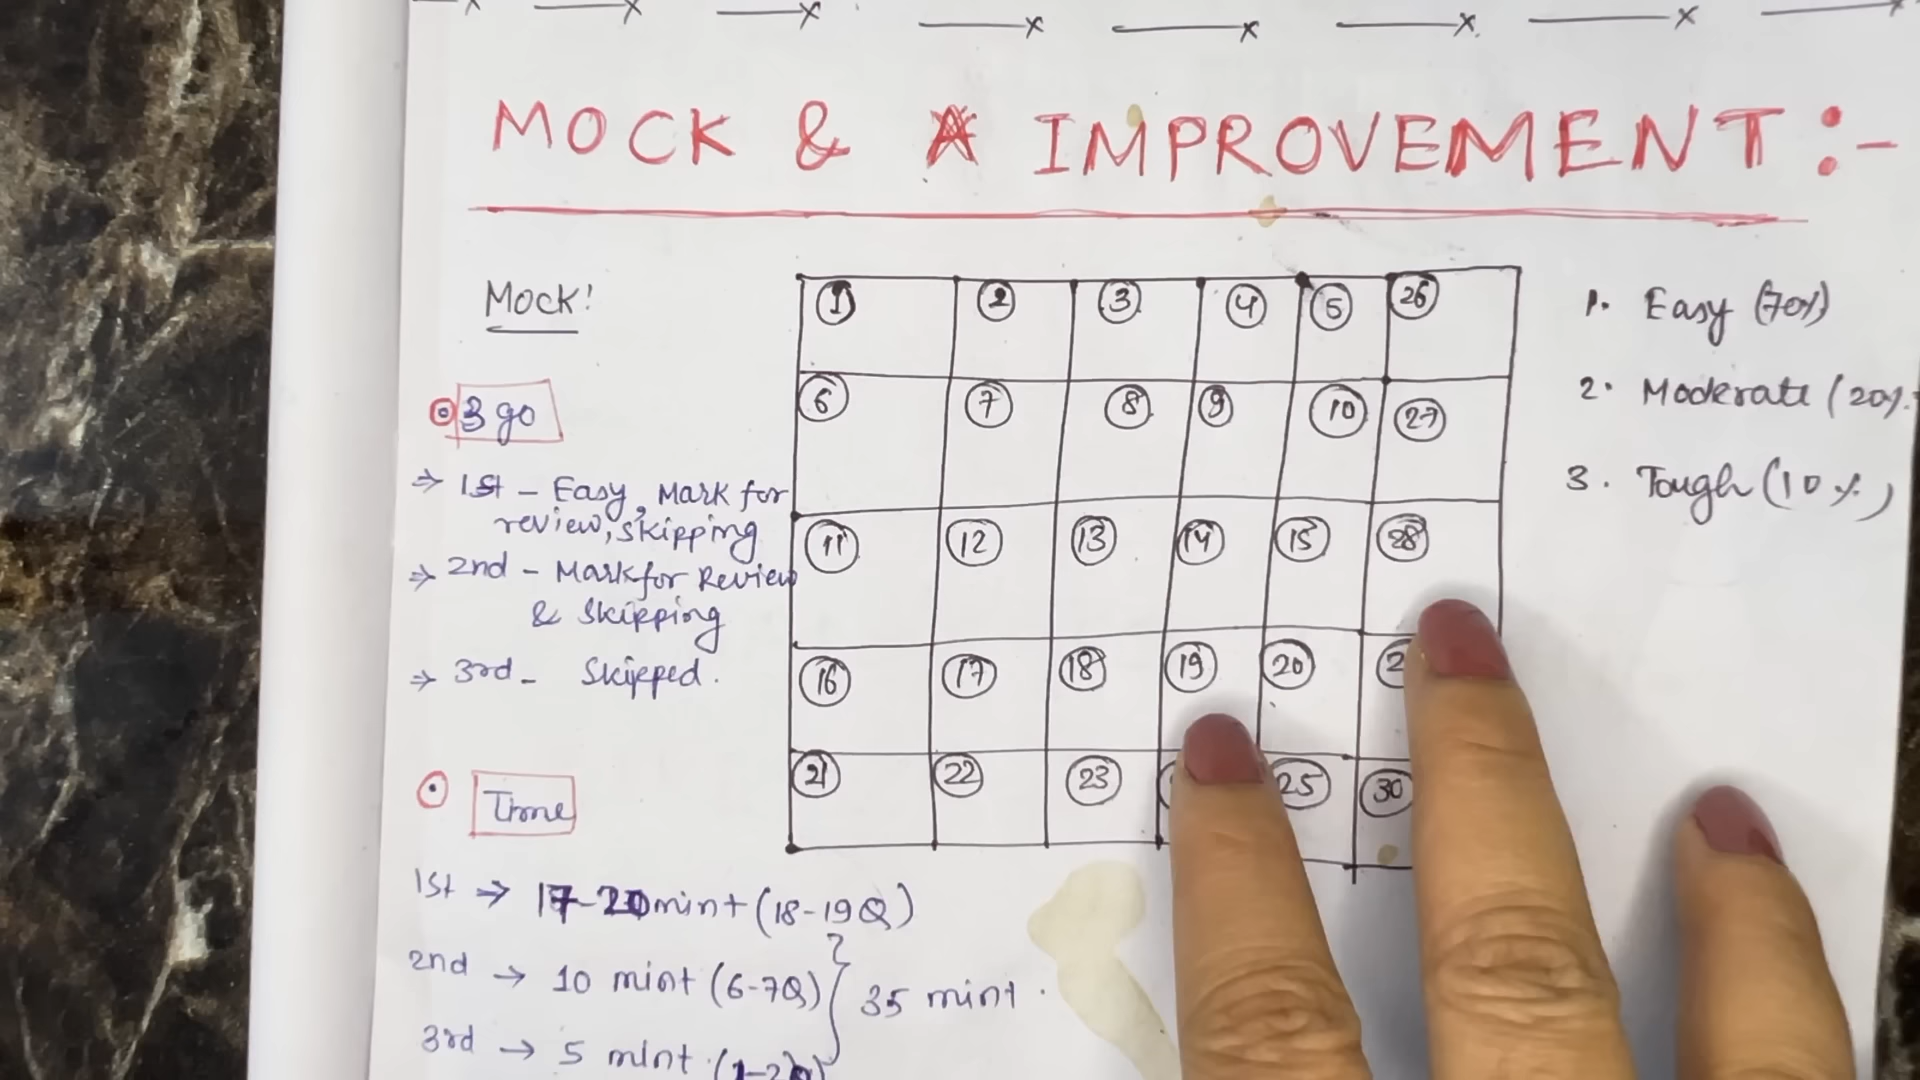 MOCK & IMPROVEMENT :-
Mock!
1 2 3 4 5 26
1. Easy (70%)
3 go
6 7 8 9 10 27
2. Moderate (20%.
⇒ 1st - Easy, Mark for
review, skipping
3. Tough (10%)
11 12 13 14 15 28
⇒ 2nd - Mark for Review
& Skipping
⇒ 3rd - Skipped.
16 17 18 19 20
21 22 23 25 30
Time
1st ⇒ 17-20 mint (18-19Q)
2nd → 10 mint (6-7Q)
35 mint.
3rd → 5 mint